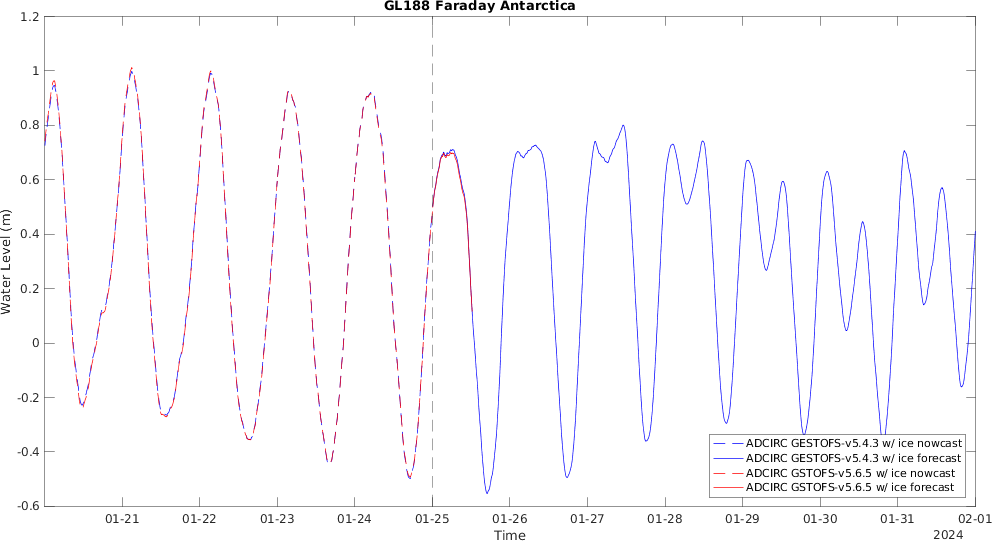 GL188 Faraday Antarctica
1.2
1
0.8
0.6
0.4
0.2
0
-0.2
-0.4
-0.6
Water Level (m)
ADCIRC GESTOFS-v5.4.3 w/ ice nowcast
ADCIRC GESTOFS-v5.4.3 w/ ice forecast
ADCIRC GSTOFS-v5.6.5 w/ ice nowcast
ADCIRC GSTOFS-v5.6.5 w/ ice forecast
01-21 01-22 01-23 01-24 01-25 01-26 01-27 01-28 01-29 01-30 01-31 02-01
Time
2024